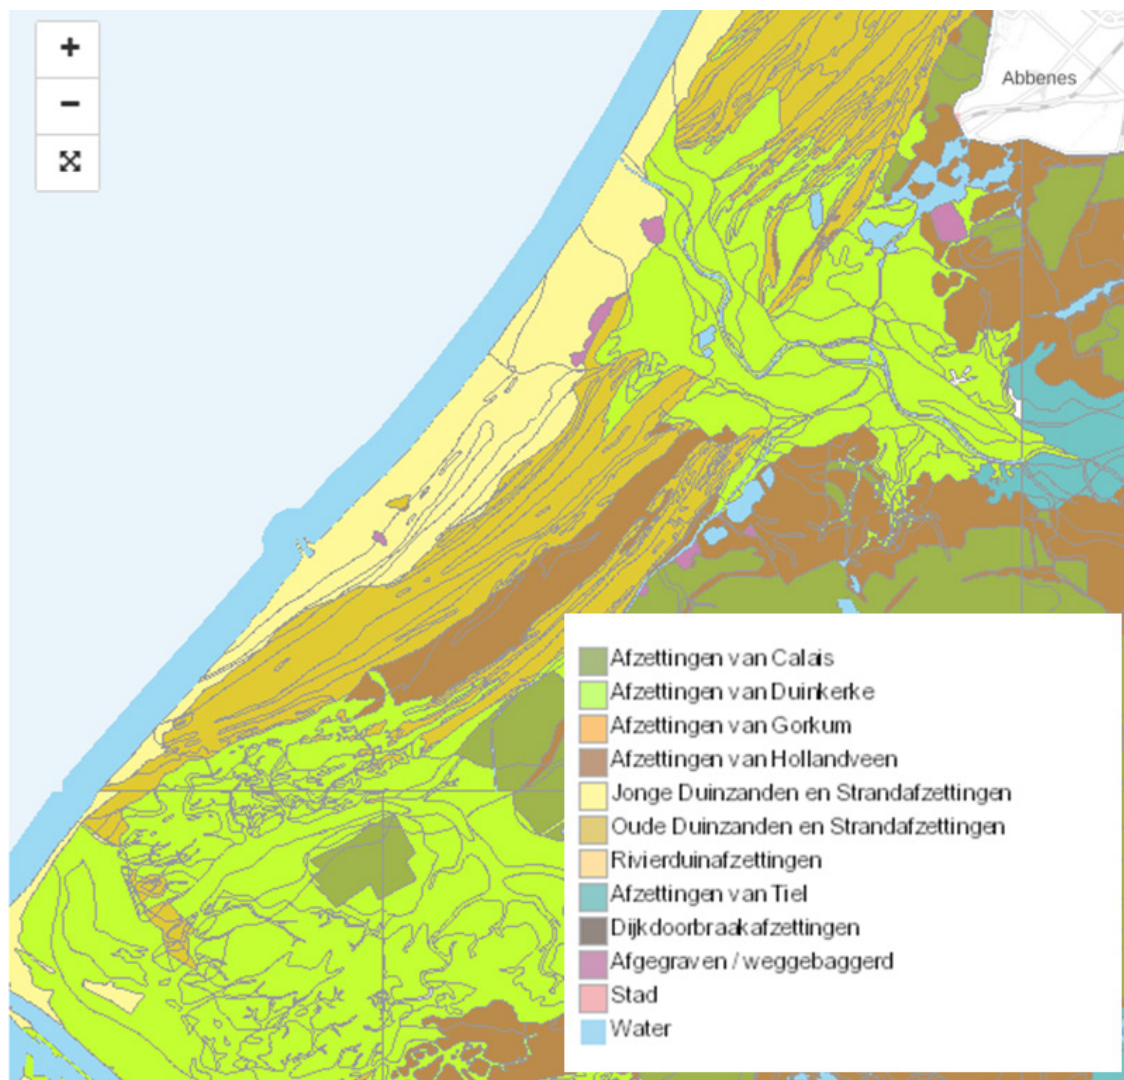 +
−
Abbenes
Afzettingen van Calais
Afzettingen van Duinkerke
Afzettingen van Gorkum
Afzettingen van Hollandveen
Jonge Duinzanden en Strandafzettingen
Oude Duinzanden en Strandafzettingen
Rivierduinafzettingen
Afzettingen van Tiel
Dijkdoorbraakafzettingen
Afgegraven / weggebaggerd
Stad
Water